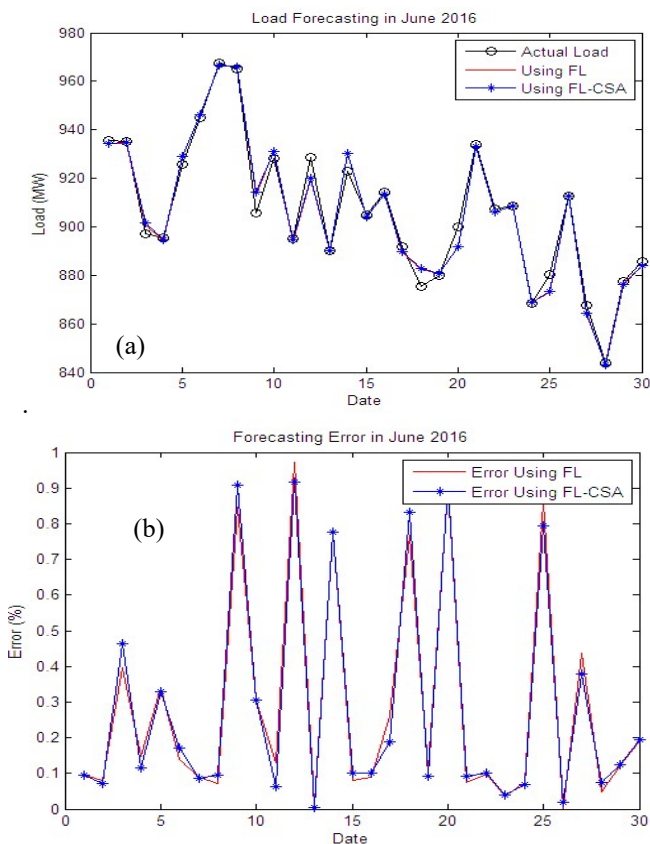 Load Forecasting in June 2016
980
960
940
920
900
880
860
840
Load (MW)
Actual Load
Using FL
Using FL-CSA
(a)
0 5 10 15 20 25 30
Date
.
Forecasting Error in June 2016
1
0.9
0.8
0.7
0.6
0.5
0.4
0.3
0.2
0.1
0
Error (%)
Error Using FL
Error Using FL-CSA
(b)
0 5 10 15 20 25 30
Date